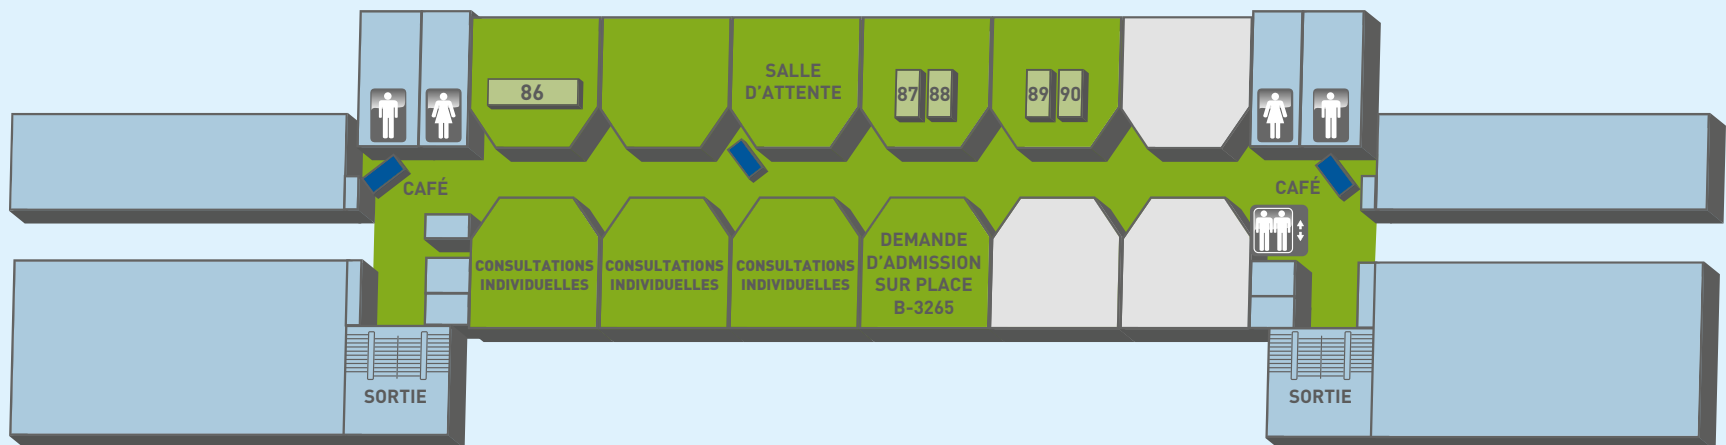 86
SALLE
D'ATTENTE
87
88
89
90
CAFÉ
CAFÉ
CONSULTATIONS
INDIVIDUELLES
CONSULTATIONS
INDIVIDUELLES
CONSULTATIONS
INDIVIDUELLES
DEMANDE
D'ADMISSION
SUR PLACE
B-3265
SORTIE
SORTIE